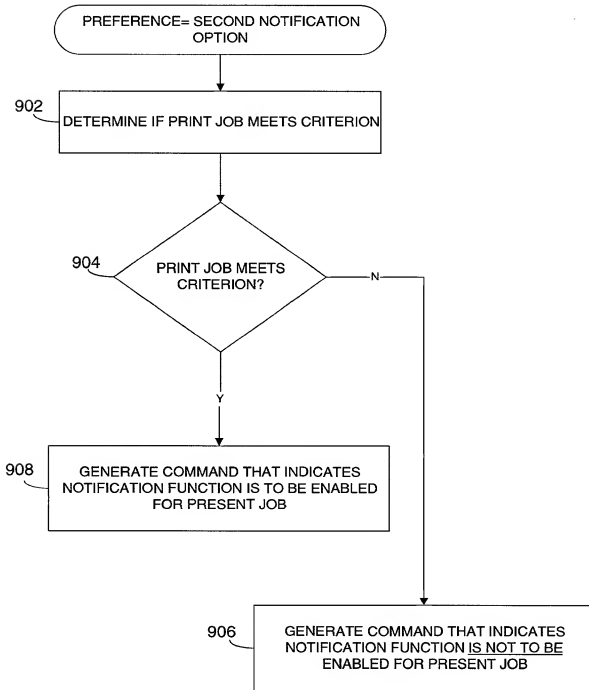 PREFERENCE= SECOND NOTIFICATION
OPTION
902
DETERMINE IF PRINT JOB MEETS CRITERION
904
PRINT JOB MEETS
CRITERION?
N
Y
908
GENERATE COMMAND THAT INDICATES
NOTIFICATION FUNCTION IS TO BE ENABLED
FOR PRESENT JOB
906
GENERATE COMMAND THAT INDICATES
NOTIFICATION FUNCTION IS NOT TO BE
ENABLED FOR PRESENT JOB